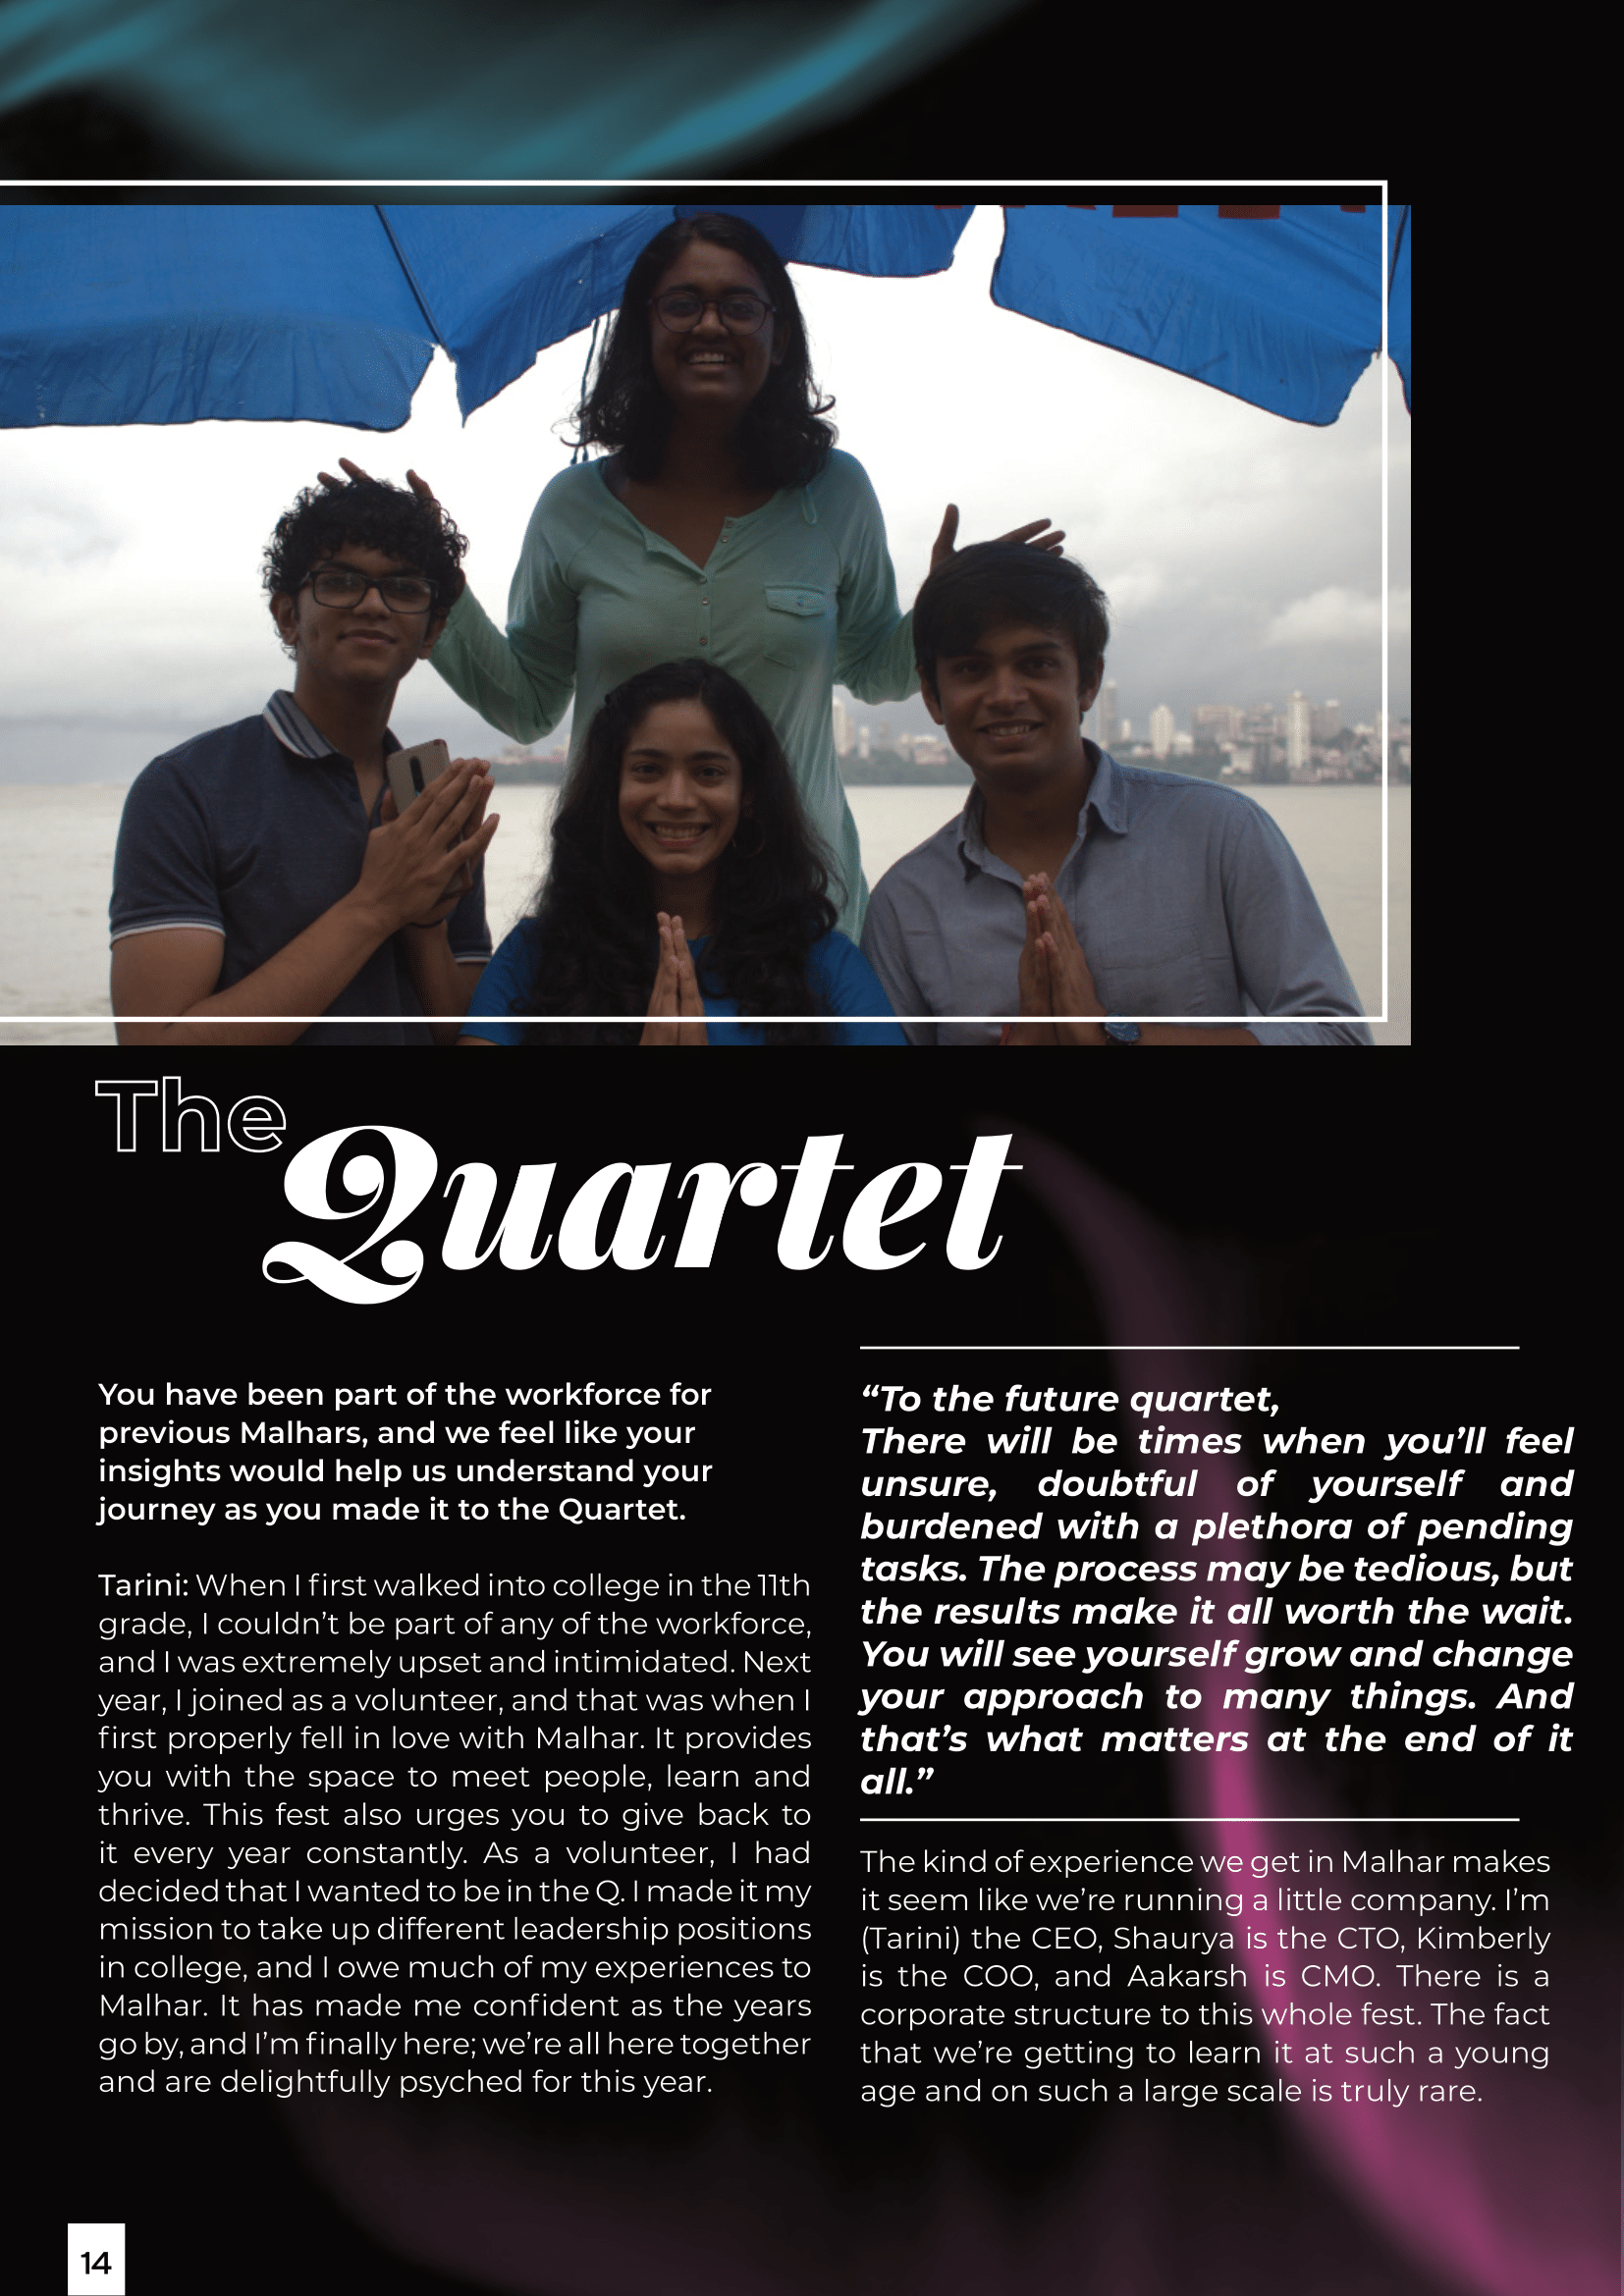 The
Quartet
You have been part of the workforce for
previous Malhars, and we feel like your
insights would help us understand your
journey as you made it to the Quartet.
Tarini: When I first walked into college in the 11th
grade, I couldn’t be part of any of the workforce,
and I was extremely upset and intimidated. Next
year, I joined as a volunteer, and that was when I
first properly fell in love with Malhar. It provides
you with the space to meet people, learn and
thrive. This fest also urges you to give back to
it every year constantly. As a volunteer, I had
decided that I wanted to be in the Q. I made it my
mission to take up different leadership positions
in college, and I owe much of my experiences to
Malhar. It has made me confident as the years
go by, and I’m finally here; we’re all here together
and are delightfully psyched for this year.
“To the future quartet,
There will be times when you’ll feel
unsure, doubtful of yourself and
burdened with a plethora of pending
tasks. The process may be tedious, but
the results make it all worth the wait.
You will see yourself grow and change
your approach to many things. And
that’s what matters at the end of it
all.”
The kind of experience we get in Malhar makes
it seem like we’re running a little company. I’m
(Tarini) the CEO, Shaurya is the CTO, Kimberly
is the COO, and Aakarsh is CMO. There is a
corporate structure to this whole fest. The fact
that we’re getting to learn it at such a young
age and on such a large scale is truly rare.
14